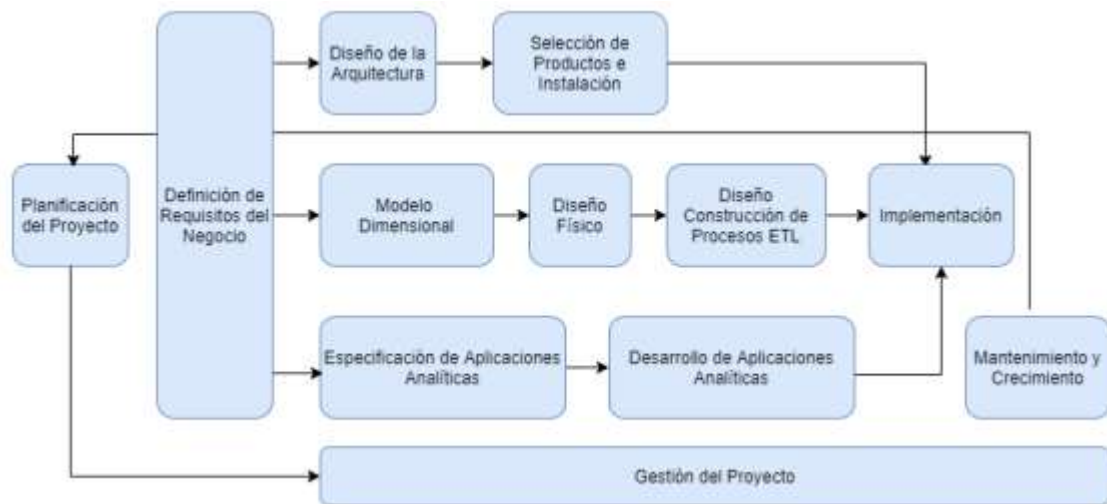 Diseño de la
Arquitectura
Selección de
Productos e
Instalación
Planificación
del Proyecto
Definición de
Requisitos del
Negocio
Modelo
Dimensional
Diseño
Físico
Diseño
Construcción de
Procesos ETL
Implementación
Especificación de Aplicaciones
Analíticas
Desarrollo de Aplicaciones
Analíticas
Mantenimiento y
Crecimiento
Gestión del Proyecto